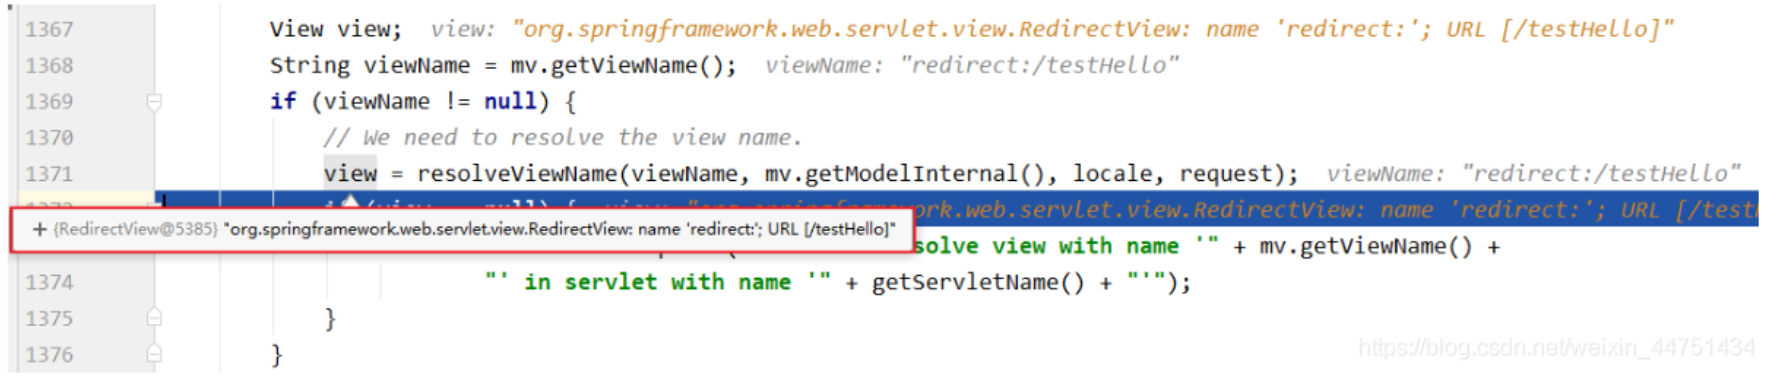 1367 View view; view: "org.springframework.web.servlet.view.RedirectView: name 'redirect:'; URL [/testHello]"
1368 String viewName = mv.getViewName(); viewName: "redirect:/testHello"
1369 if (viewName != null) {
1370 // We need to resolve the view name.
1371 view = resolveViewName(viewName, mv.getModelInternal(), locale, request); viewName: "redirect:/testHello"
ork.web.servlet.view.RedirectView: name 'redirect:'; URL [/test
+ {RedirectView@5385} "org.springframework.web.servlet.view.RedirectView: name 'redirect:'; URL [/testHello]"
solve view with name '" + mv.getViewName() +
1374 "' in servlet with name '" + getServletName() + "'");
1375 }
1376 }
https://blog.csdn.net/weixin_44751434